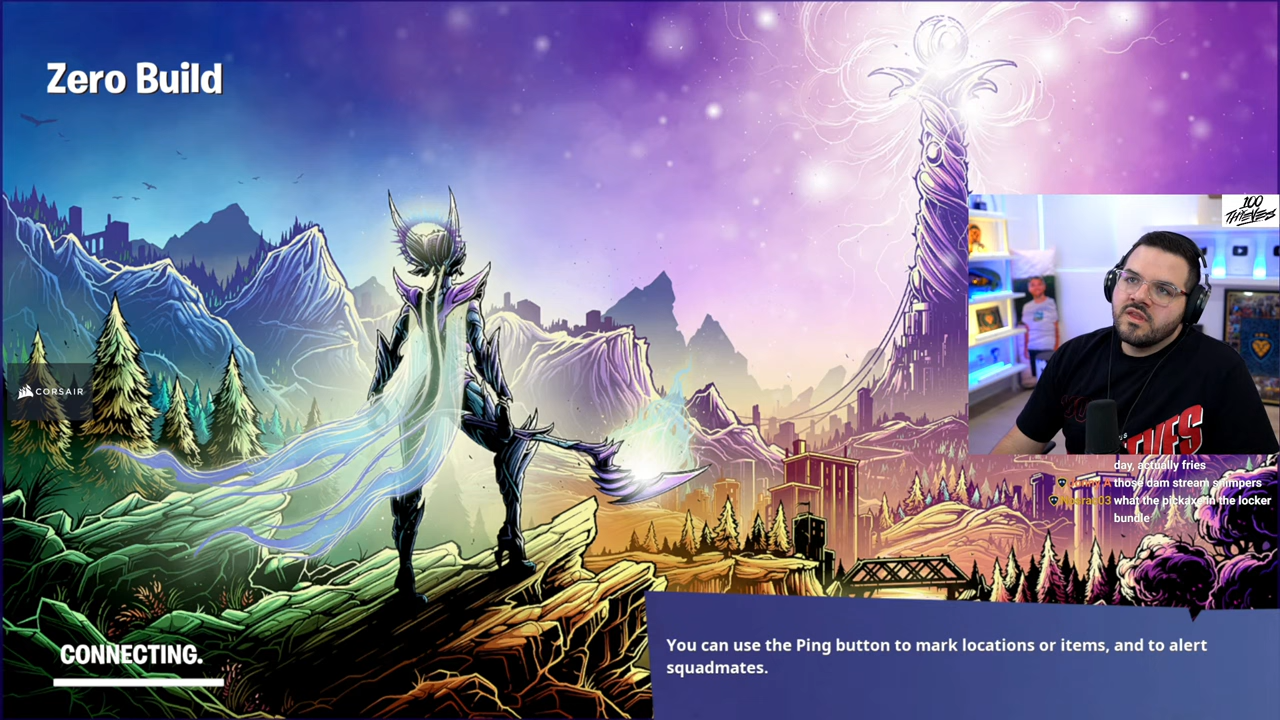 Zero Build
100
THIEVES
CORSAIR
day, actually fries
those dam stream snimpers
what the pickaxe in the locker
bundle
CONNECTING.
You can use the Ping button to mark locations or items, and to alert
squadmates.